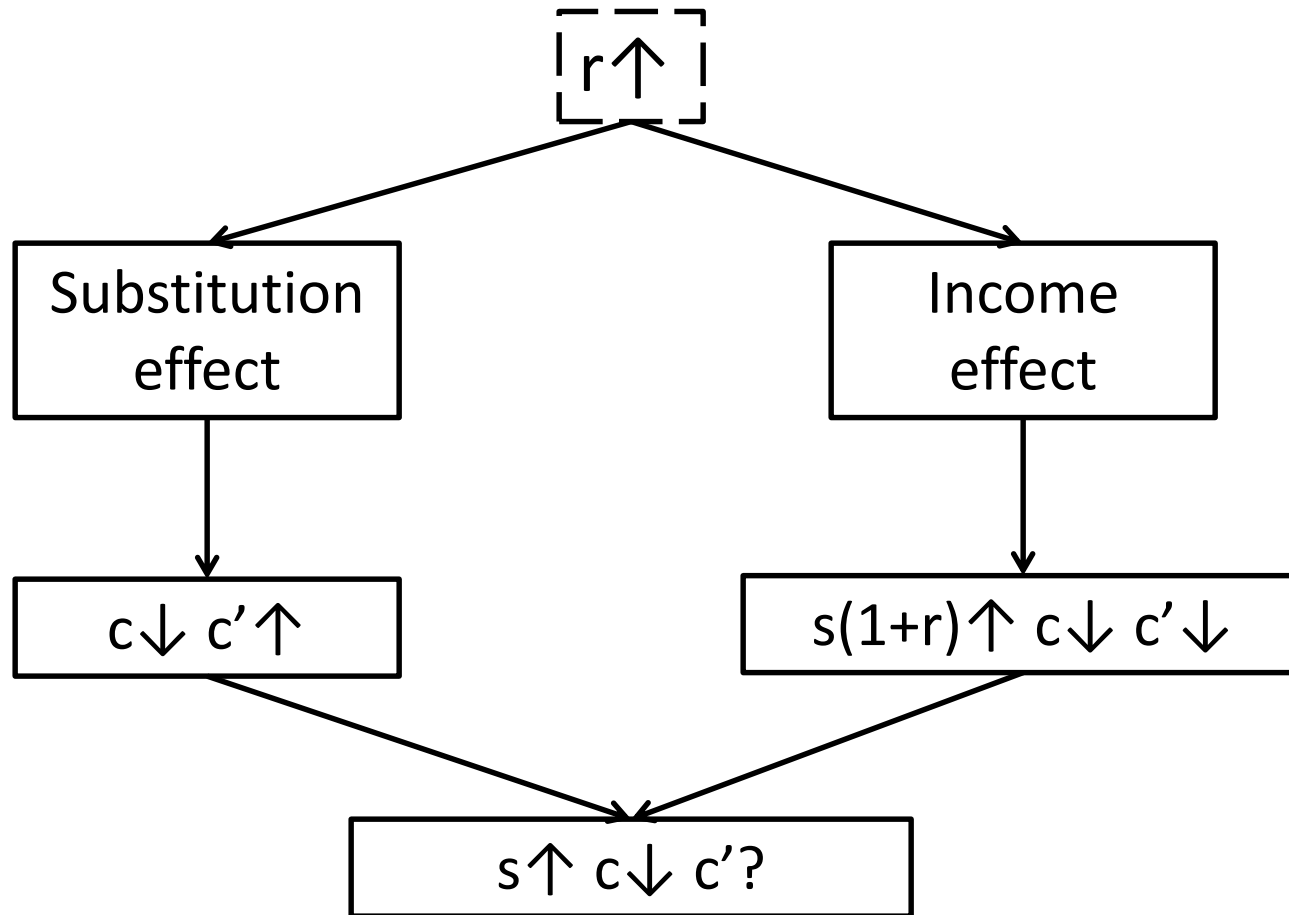 r↑
Substitution
effect
Income
effect
c↓ c’↑
s(1+r)↑ c↓ c’↓
s↑ c↓ c’?